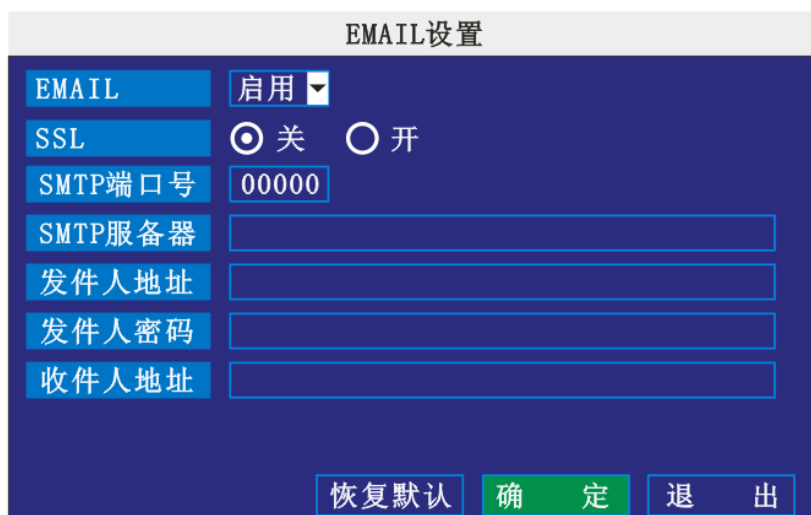 EMAIL设置
EMAIL 启用
SSL 关 开
SMTP端口号 00000
SMTP服备器
发件人地址
发件人密码
收件人地址
恢复默认 确 定 退 出